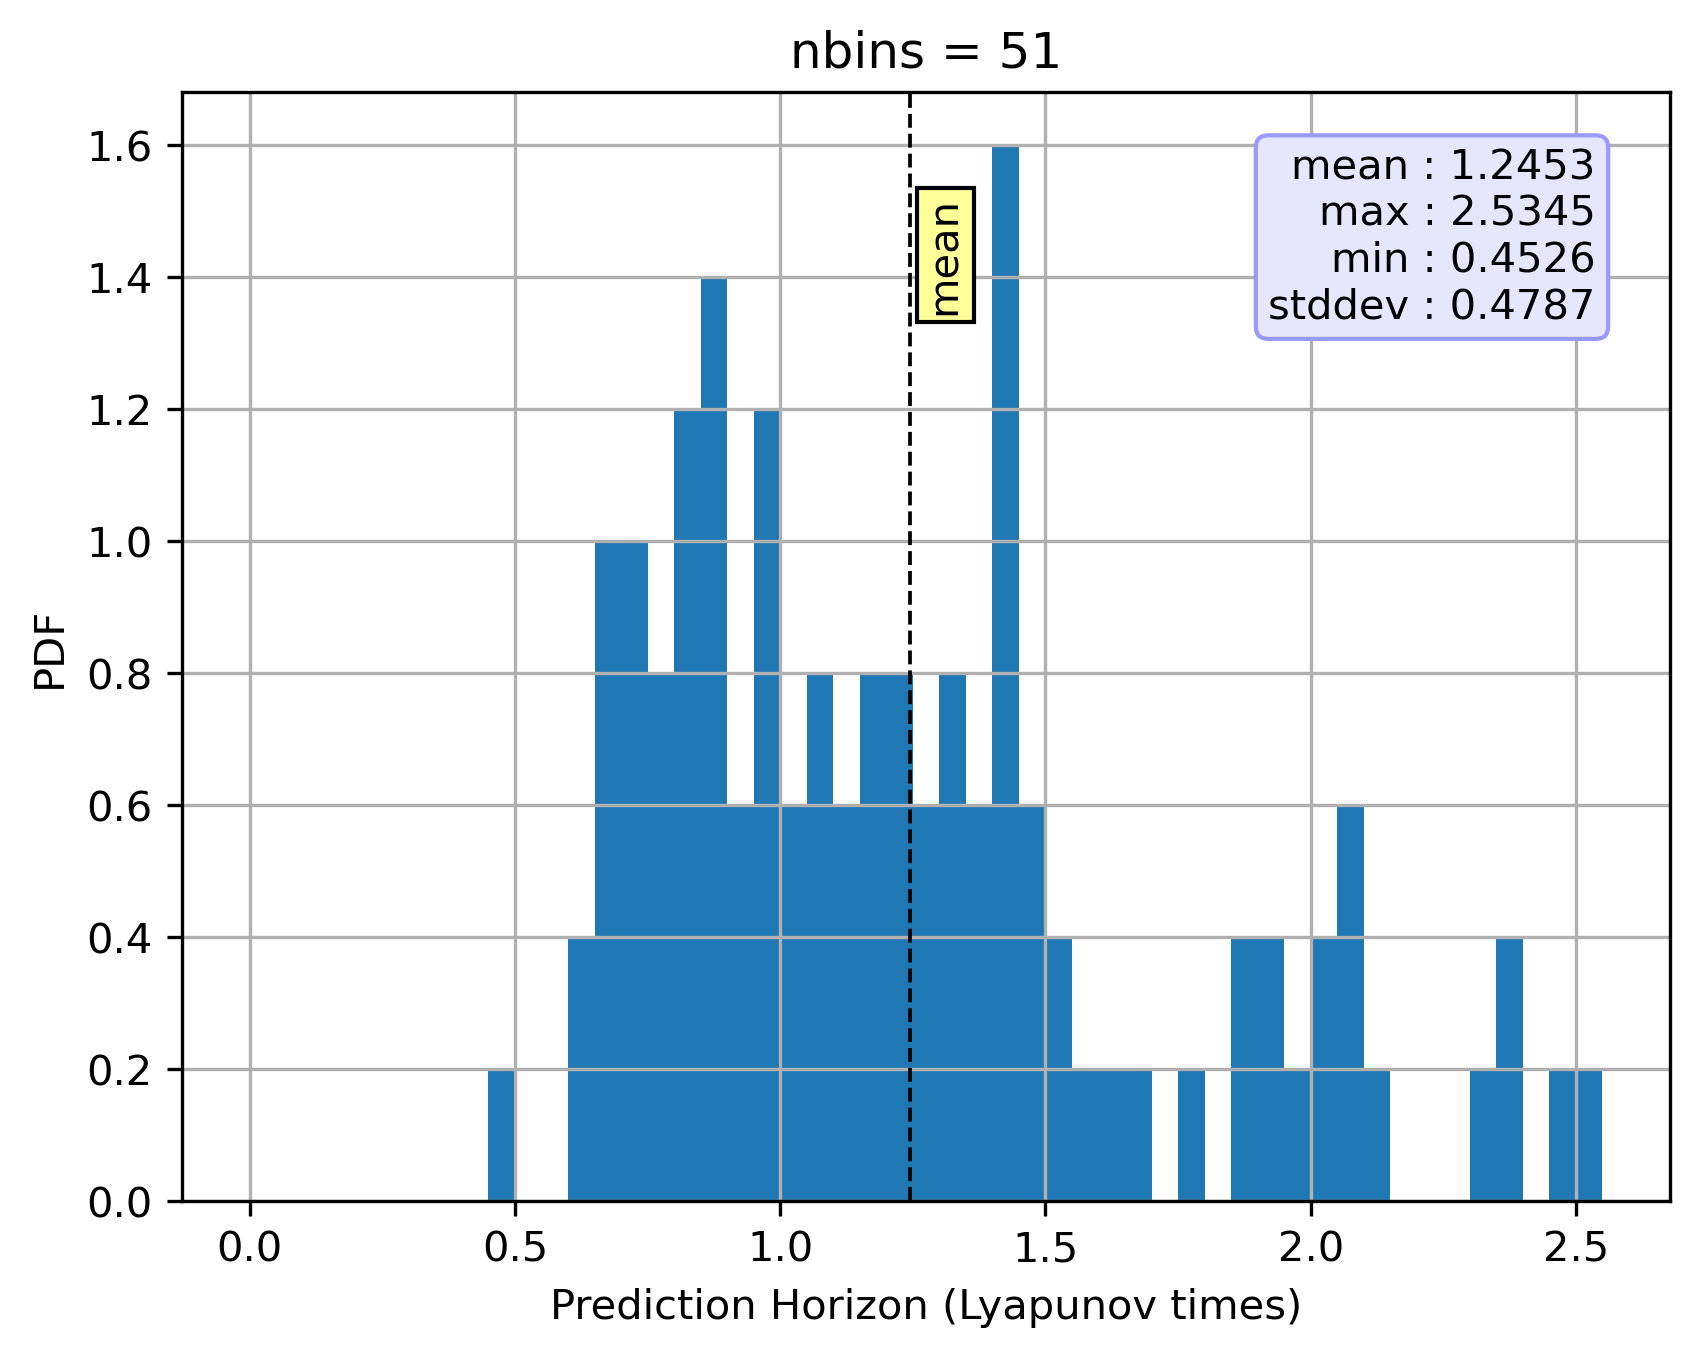 nbins = 51
1.6
1.4
1.2
1.0
0.8
0.6
0.4
0.2
0.0
PDF
mean
mean : 1.2453
max : 2.5345
min : 0.4526
stddev : 0.4787
0.0 0.5 1.0 1.5 2.0 2.5
Prediction Horizon (Lyapunov times)